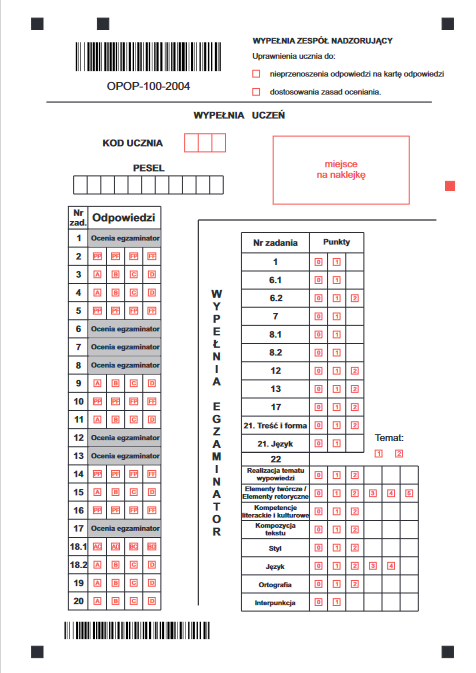 WYPEŁNIA ZESPÓŁ NADZORUJĄCY
Uprawnienia ucznia do:
nieprzenoszenia odpowiedzi na kartę odpowiedzi
dostosowania zasad oceniania.
OPOP-100-2004
WYPEŁNIA UCZEŃ
KOD UCZNIA
PESEL
miejsce
na naklejkę
Nr zad. Odpowiedzi
1 Ocenia egzaminator
2 PP PF FP FF
3 A B C D
4 A B C D
5 PP PF FP FF
6 Ocenia egzaminator
7 Ocenia egzaminator
8 Ocenia egzaminator
9 A B C D
10 PP PF FP FF
11 A B C D
12 Ocenia egzaminator
13 Ocenia egzaminator
14 PP PF FP FF
15 A B C D
16 PP PF FP FF
17 Ocenia egzaminator
18.1 AC AD BC BD
18.2 A B C D
19 A B C D
20 A B C D
WYPEŁNIA EGZAMINATOR
Nr zadania Punkty
1 0 1
6.1 0 1
6.2 0 1 2
7 0 1
8.1 0 1
8.2 0 1
12 0 1 2
13 0 1 2
17 0 1 2
21. Treść i forma 0 1 2
21. Język 0 1
Temat:
1 2
22
Realizacja tematu wypowiedzi 0 1 2
Elementy twórcze / Elementy retoryczne 0 1 2 3 4 5
Kompetencje literackie i kulturowe 0 1 2
Kompozycja tekstu 0 1 2
Styl 0 1 2
Język 0 1 2 3 4
Ortografia 0 1 2
Interpunkcja 0 1